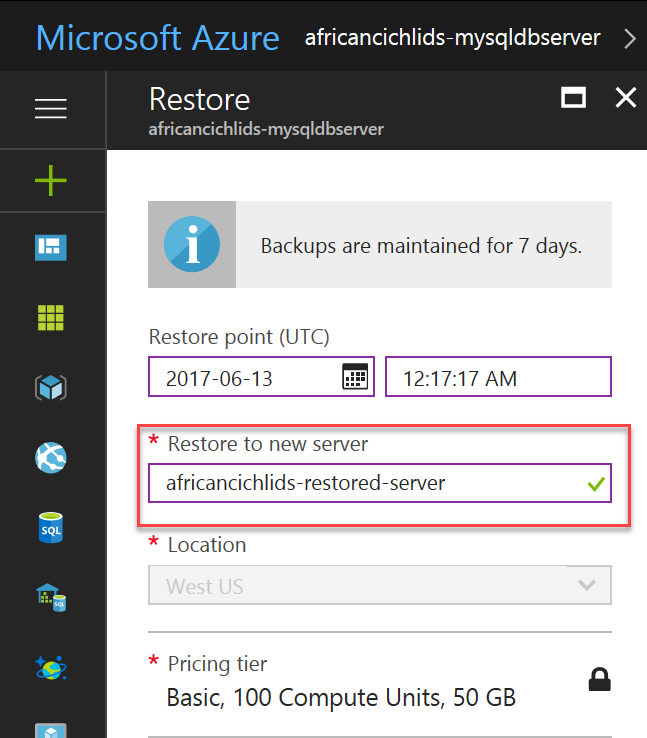 Microsoft Azure africancichlids-mysqldbserver
Restore
africancichlids-mysqldbserver
i Backups are maintained for 7 days.
Restore point (UTC)
2017-06-13 12:17:17 AM
* Restore to new server
africancichlids-restored-server
* Location
West US
* Pricing tier
Basic, 100 Compute Units, 50 GB
SQL
SQL